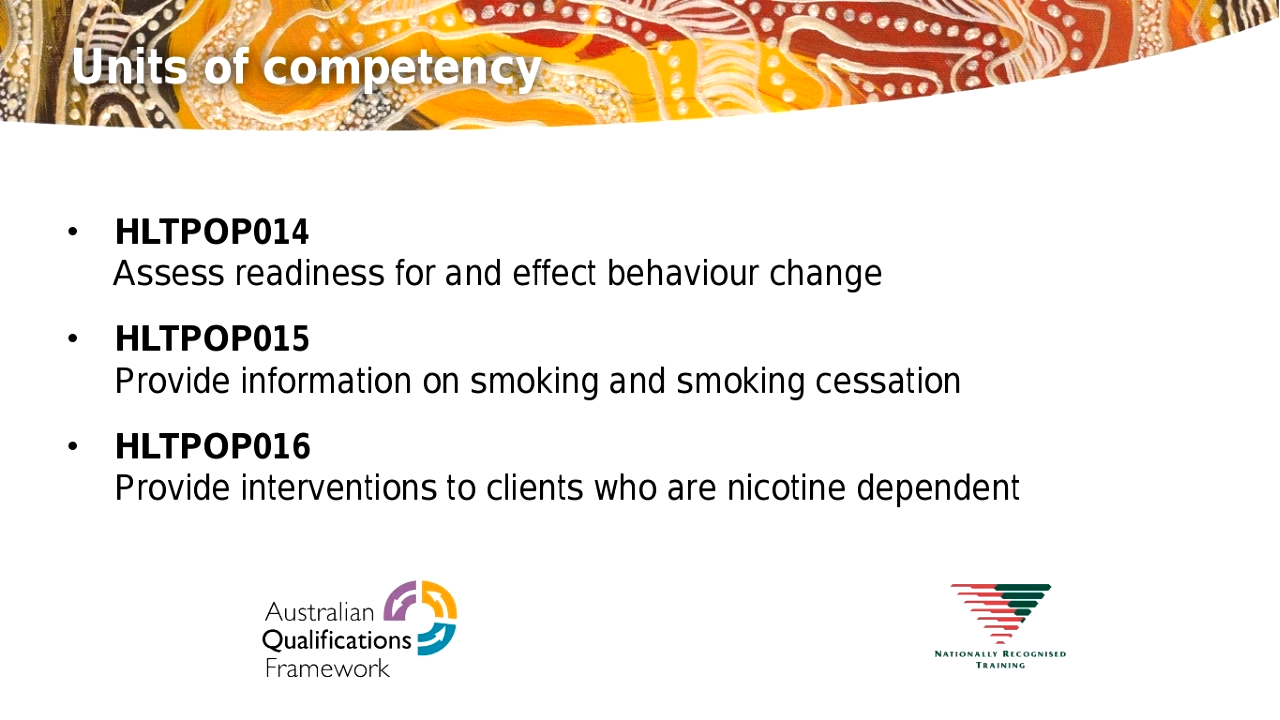 Units of competency
• HLTPOP014
Assess readiness for and effect behaviour change
• HLTPOP015
Provide information on smoking and smoking cessation
• HLTPOP016
Provide interventions to clients who are nicotine dependent
Australian
Qualifications
Framework
NATIONALLY RECOGNISED
TRAINING